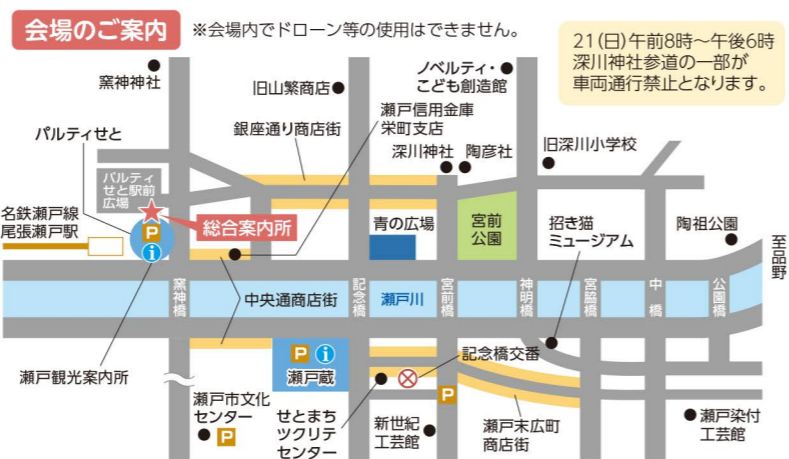 会場のご案内
※会場内でドローン等の使用はできません。
21(日)午前8時～午後6時
深川神社参道の一部が
車両通行禁止となります。
窯神神社
旧山繁商店
ノベルティ・
こども創造館
瀬戸信用金庫
栄町支店
パルティせと
銀座通り商店街
深川神社
陶彦社
旧深川小学校
パルティ
せと駅前
広場
名鉄瀬戸線
尾張瀬戸駅
P
i
総合案内所
青の広場
宮前
公園
招き猫
ミュージアム
陶祖公園
至品野
窯神橋
中央通商店街
記念橋
瀬戸川
宮前橋
神明橋
宮脇橋
中橋
公園橋
瀬戸観光案内所
P
i
瀬戸蔵
記念橋交番
P
瀬戸市文化
センター
P
せとまち
ツクリテ
センター
新世紀
工芸館
瀬戸末広町
商店街
瀬戸染付
工芸館